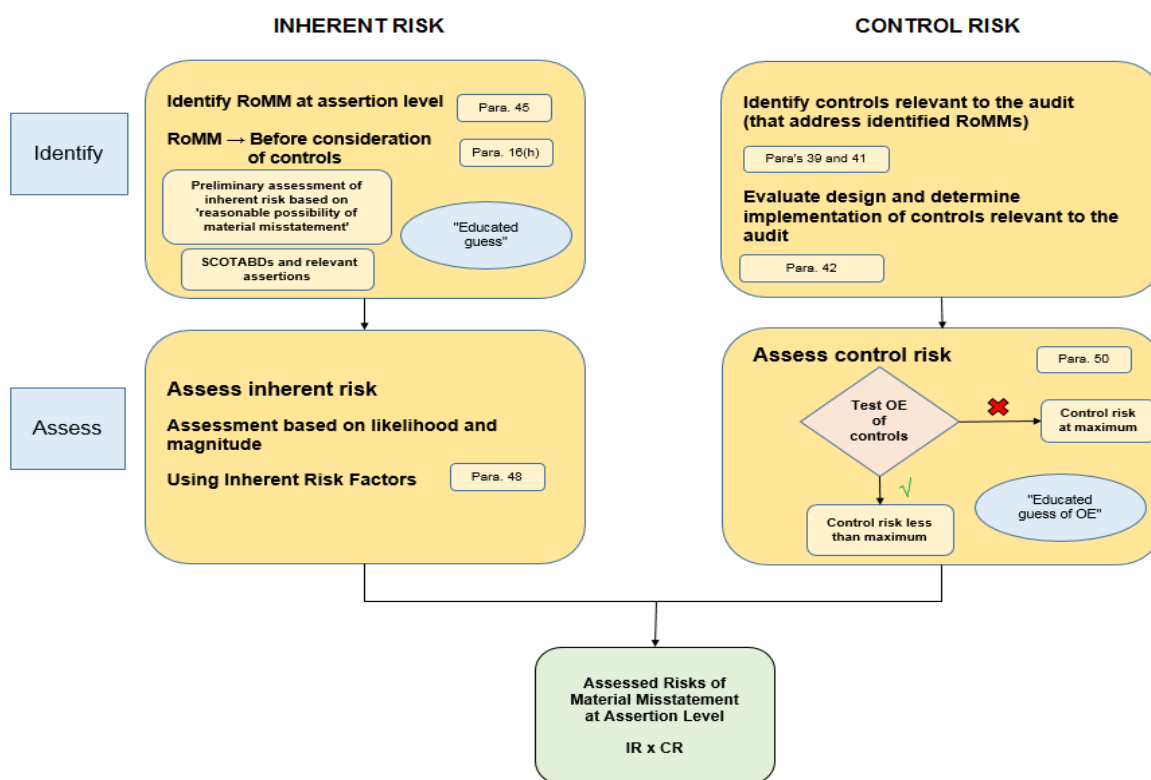 INHERENT RISK
CONTROL RISK
Identify
Identify RoMM at assertion level
Para. 45
RoMM → Before consideration
of controls
Para. 16(h)
Preliminary assessment of
inherent risk based on
'reasonable possibility of
material misstatement'
"Educated
guess"
SCOTABDs and relevant
assertions
Identify controls relevant to the audit
(that address identified RoMMs)
Para's 39 and 41
Evaluate design and determine
implementation of controls relevant to the
audit
Para. 42
Assess
Assess inherent risk
Assessment based on likelihood and
magnitude
Using Inherent Risk Factors
Para. 48
Assess control risk
Para. 50
Test OE
of
controls
Control risk
at maximum
"Educated
guess of OE"
Control risk less
than maximum
Assessed Risks of
Material Misstatement
at Assertion Level
IR x CR